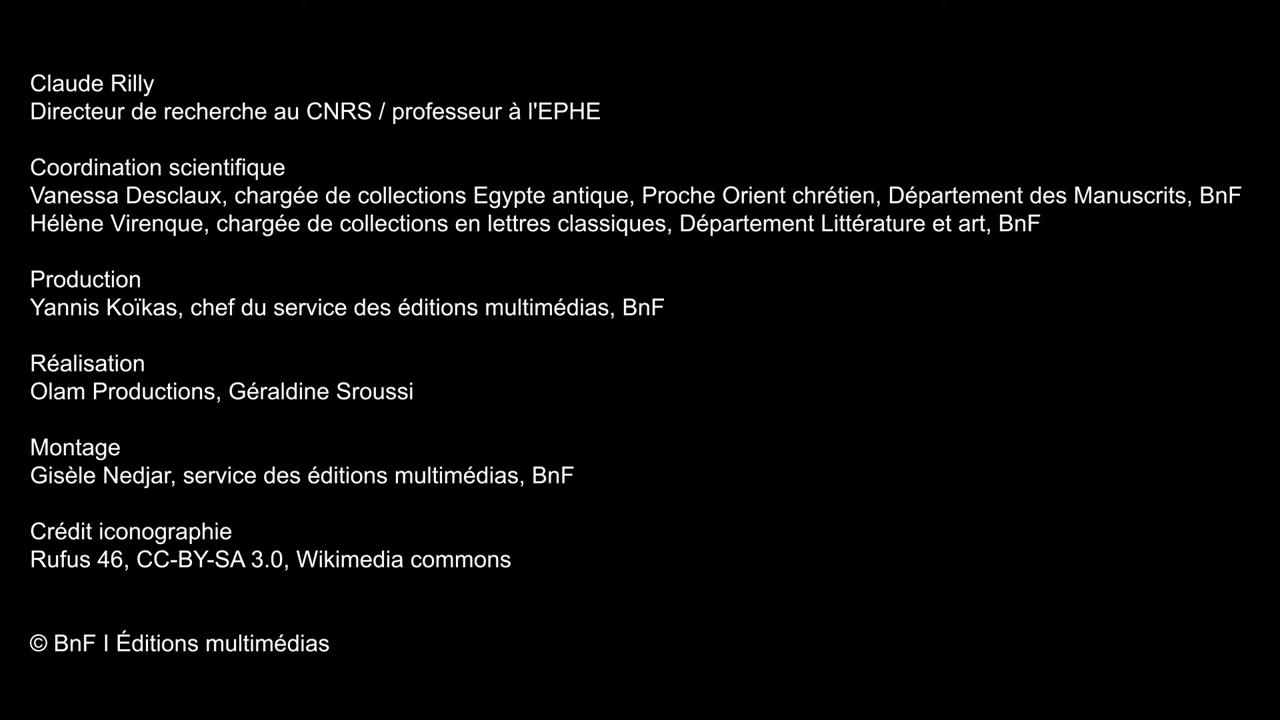 Claude Rilly
Directeur de recherche au CNRS / professeur à l'EPHE
Coordination scientifique
Vanessa Desclaux, chargée de collections Egypte antique, Proche Orient chrétien, Département des Manuscrits, BnF
Hélène Virenque, chargée de collections en lettres classiques, Département Littérature et art, BnF
Production
Yannis Koïkas, chef du service des éditions multimédias, BnF
Réalisation
Olam Productions, Géraldine Sroussi
Montage
Gisèle Nedjar, service des éditions multimédias, BnF
Crédit iconographie
Rufus 46, CC-BY-SA 3.0, Wikimedia commons
© BnF I Éditions multimédias